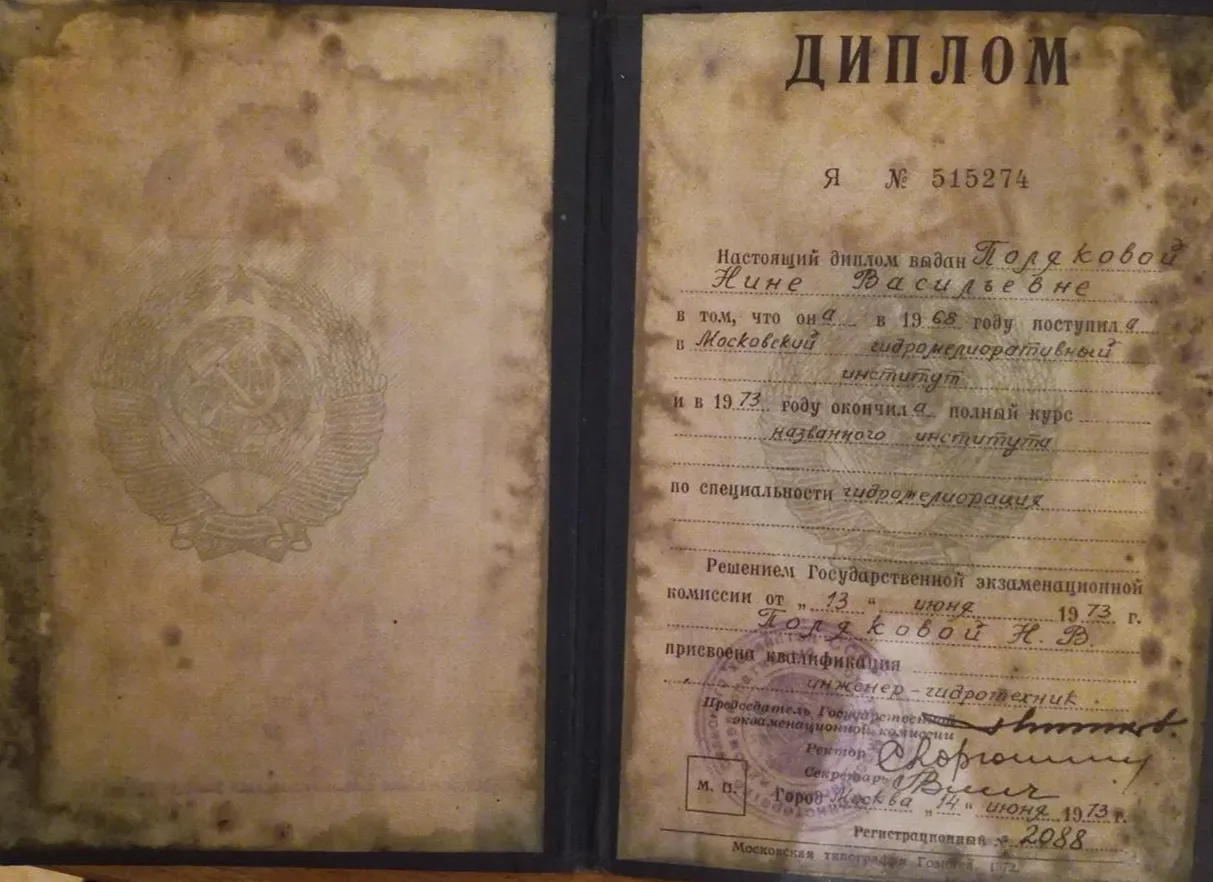 ДИПЛОМ
Я № 515274
Настоящий диплом выдан Поляковой
Нине Васильевне
в том, что она в 1968 году поступила
в Московский гидромелиоративный
институт
и в 1973 году окончила полный курс
названного института
по специальности гидромелиорация
Решением Государственной экзаменационной
комиссии от „13“ июня 1973 г.
Поляковой Н. В.
присвоена квалификация
инженер-гидротехник.
Председатель Государственной
экзаменационной комиссии
Ректор
Секретарь
М. П.
Город Москва „14“ июня 1973 г.
Регистрационный № 2088
Московская типография Гознака. 1972.